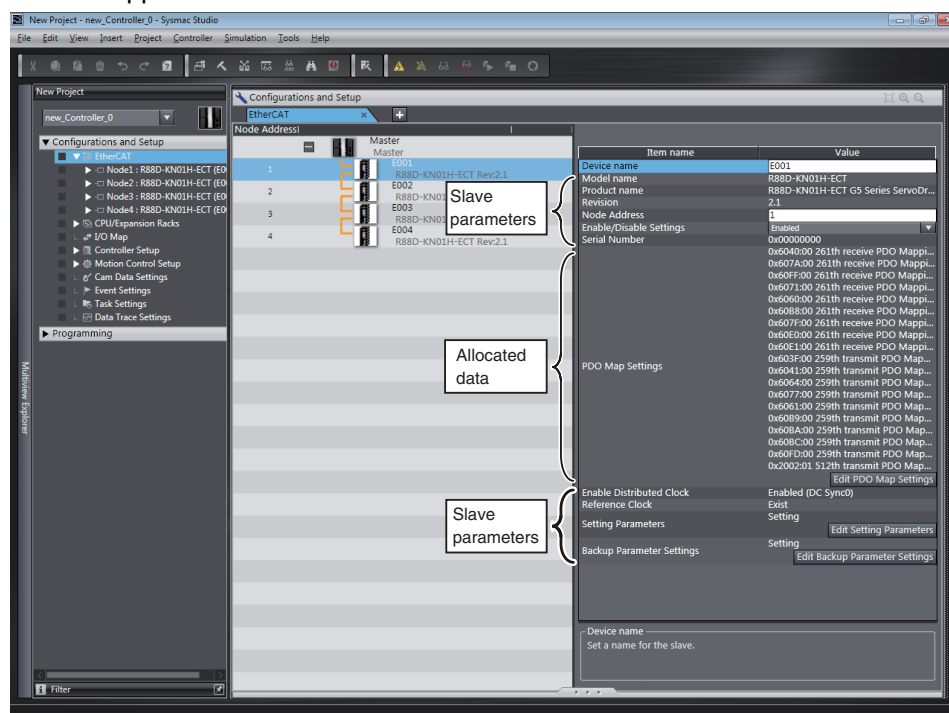 New Project - new_Controller_0 - Sysmac Studio
File Edit View Insert Project Controller Simulation Tools Help
New Project
new_Controller_0
Configurations and Setup
EtherCAT
Node1 : R88D-KN01H-ECT (E0
Node2 : R88D-KN01H-ECT (E0
Node3 : R88D-KN01H-ECT (E0
Node4 : R88D-KN01H-ECT (E0
CPU/Expansion Racks
I/O Map
Controller Setup
Motion Control Setup
Cam Data Settings
Event Settings
Task Settings
Data Trace Settings
Programming
Filter
Multiview Explorer
Configurations and Setup
EtherCAT
Node Address
Master
Master
1
E001
R88D-KN01H-ECT Rev:2.1
2
E002
R88D-KN01
3
E003
R88D-KN01
4
E004
R88D-KN01H-ECT Rev:2.1
Slave
parameters
Allocated
data
Slave
parameters
Item name Value
Device name E001
Model name R88D-KN01H-ECT
Product name R88D-KN01H-ECT G5 Series ServoDr...
Revision 2.1
Node Address 1
Enable/Disable Settings Enabled
Serial Number 0x00000000
PDO Map Settings
0x6040:00 261th receive PDO Mappi...
0x607A:00 261th receive PDO Mappi...
0x60FF:00 261th receive PDO Mappi...
0x6071:00 261th receive PDO Mappi...
0x6060:00 261th receive PDO Mappi...
0x60B8:00 261th receive PDO Mappi...
0x607F:00 261th receive PDO Mappi...
0x60E0:00 261th receive PDO Mappi...
0x60E1:00 261th receive PDO Mappi...
0x603F:00 259th transmit PDO Map...
0x6041:00 259th transmit PDO Map...
0x6064:00 259th transmit PDO Map...
0x6077:00 259th transmit PDO Map...
0x6061:00 259th transmit PDO Map...
0x60B9:00 259th transmit PDO Map...
0x60BA:00 259th transmit PDO Map...
0x60BC:00 259th transmit PDO Map...
0x60FD:00 259th transmit PDO Map...
0x2002:01 512th transmit PDO Map...
Edit PDO Map Settings
Enable Distributed Clock Enabled (DC Sync0)
Reference Clock Exist
Setting Parameters Setting
Edit Setting Parameters
Backup Parameter Settings Setting
Edit Backup Parameter Settings
Device name
Set a name for the slave.